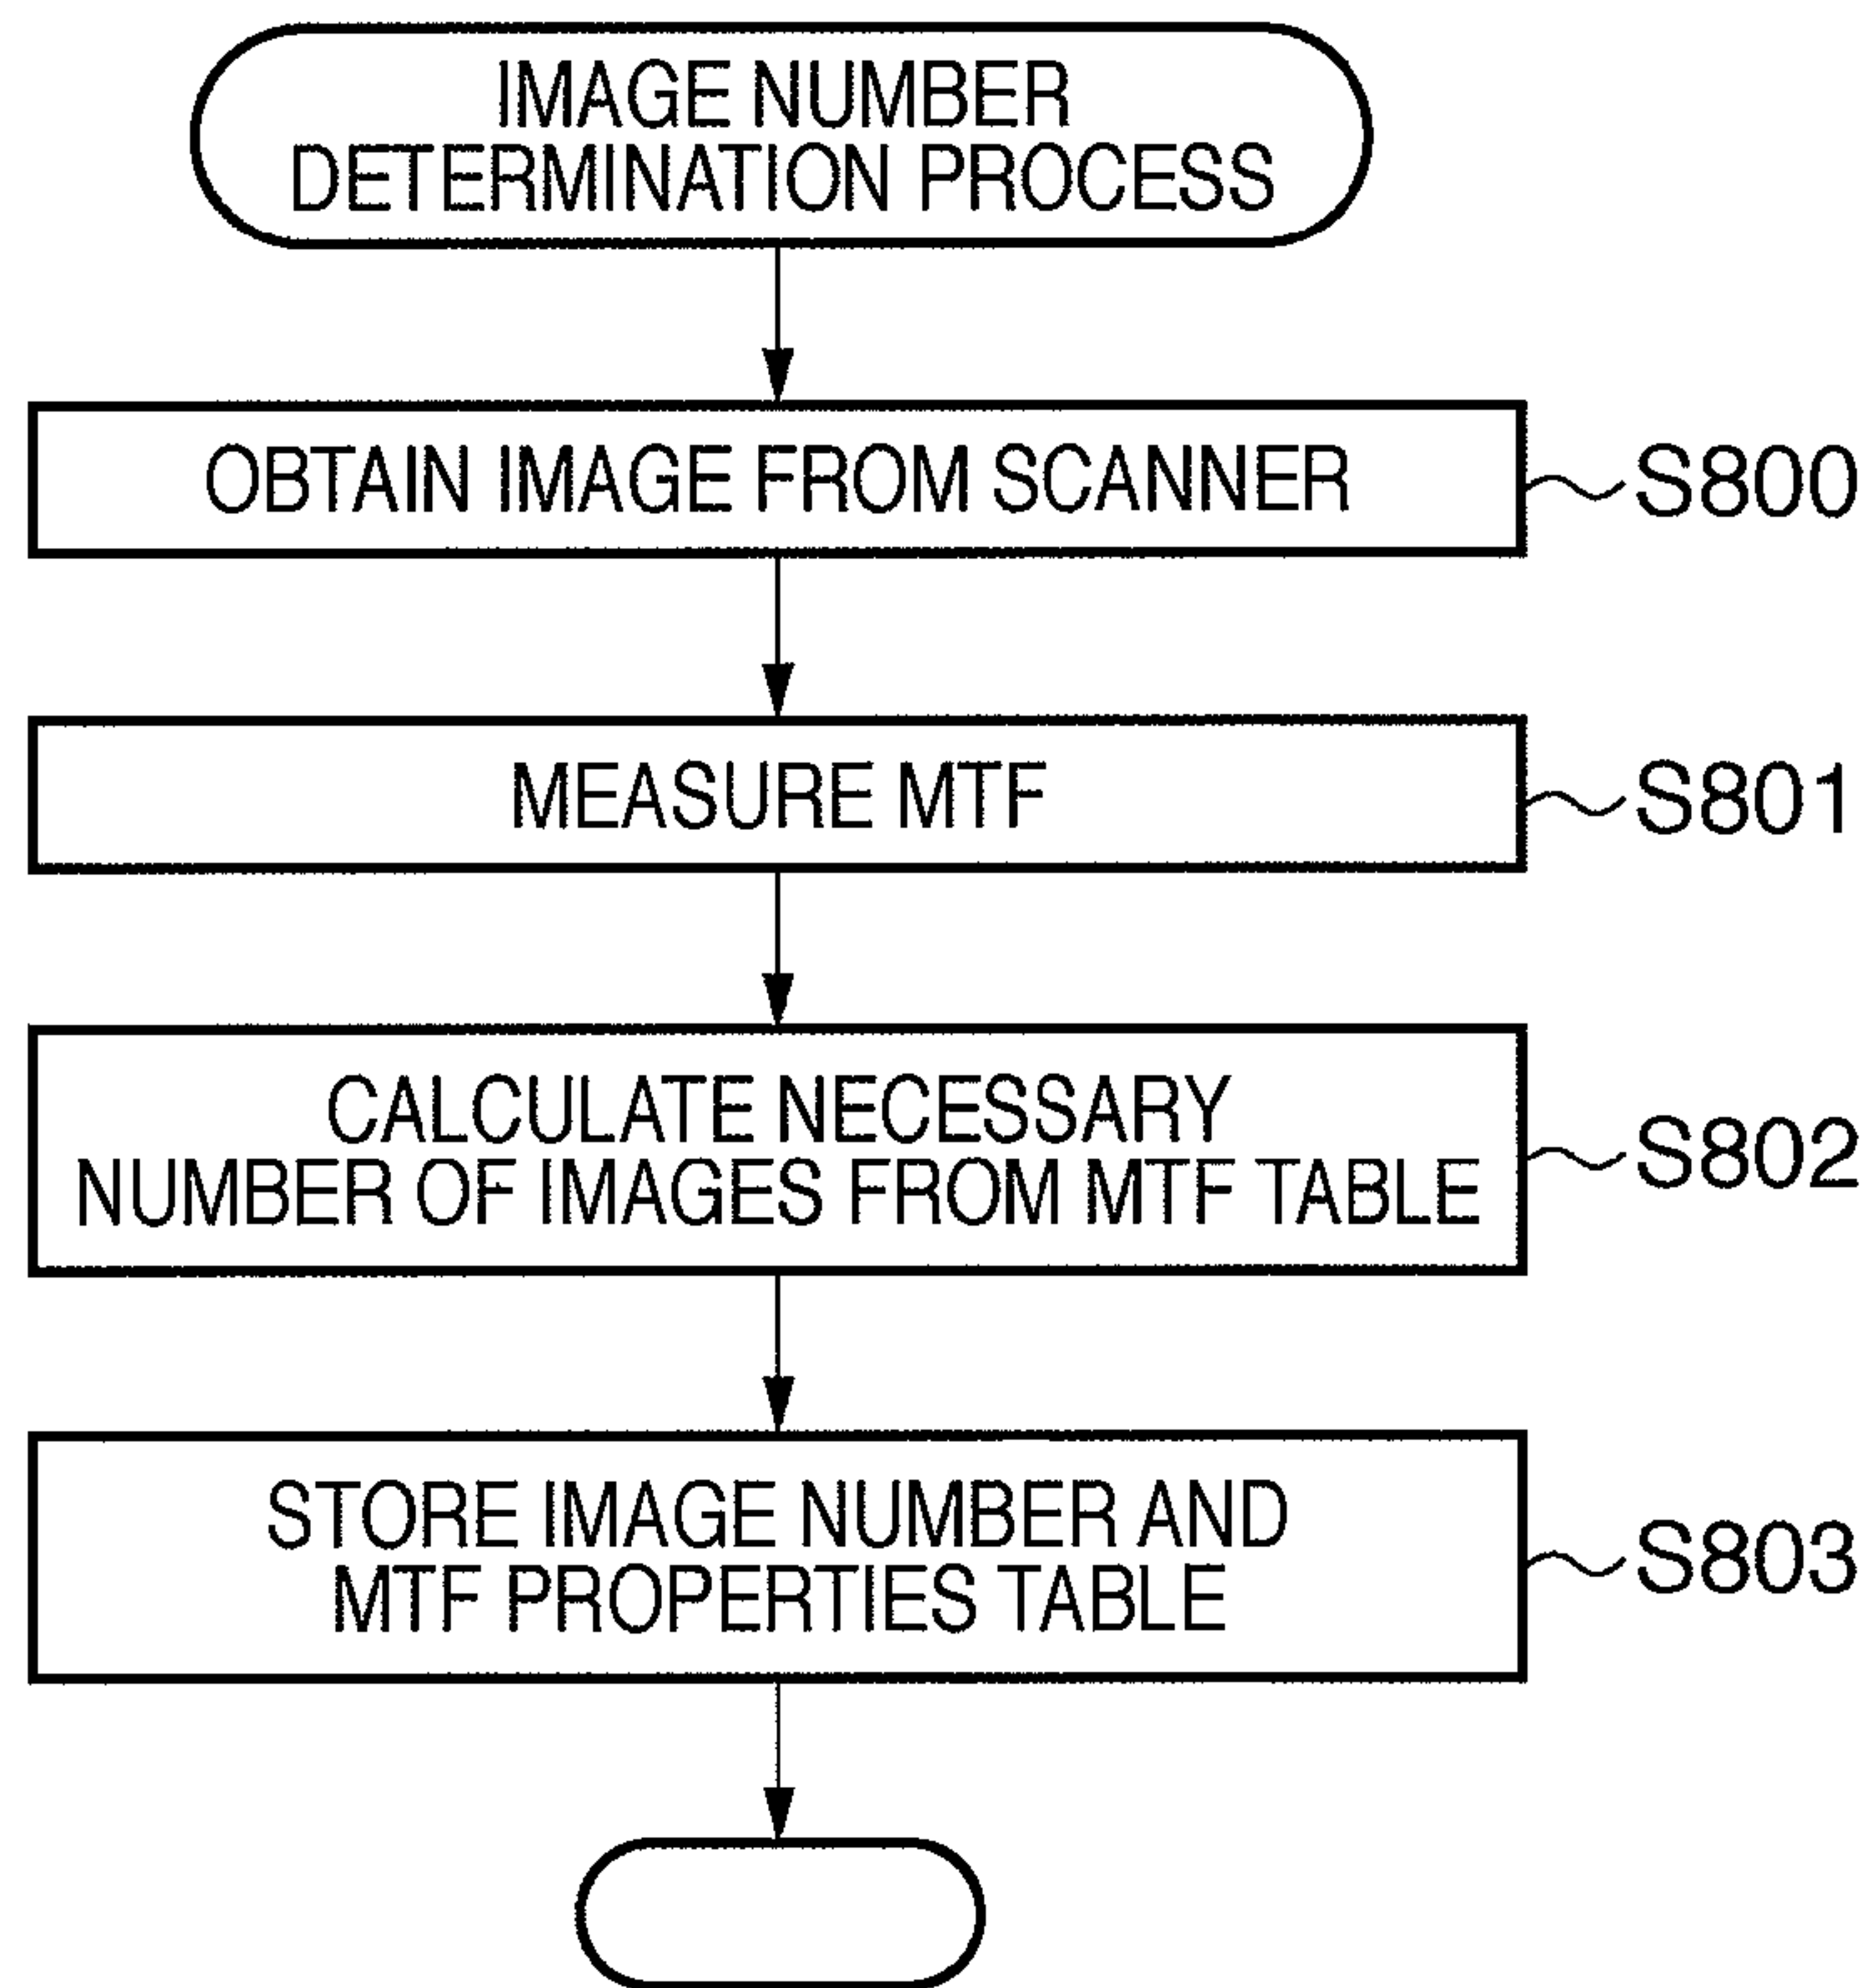 IMAGE NUMBER
DETERMINATION PROCESS
OBTAIN IMAGE FROM SCANNER
S800
MEASURE MTF
S801
CALCULATE NECESSARY
NUMBER OF IMAGES FROM MTF TABLE
S802
STORE IMAGE NUMBER AND
MTF PROPERTIES TABLE
S803